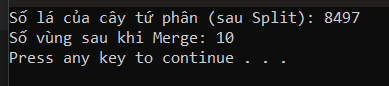 Số lá của cây tứ phân (sau Split): 8497
Số vùng sau khi Merge: 10
Press any key to continue . . .